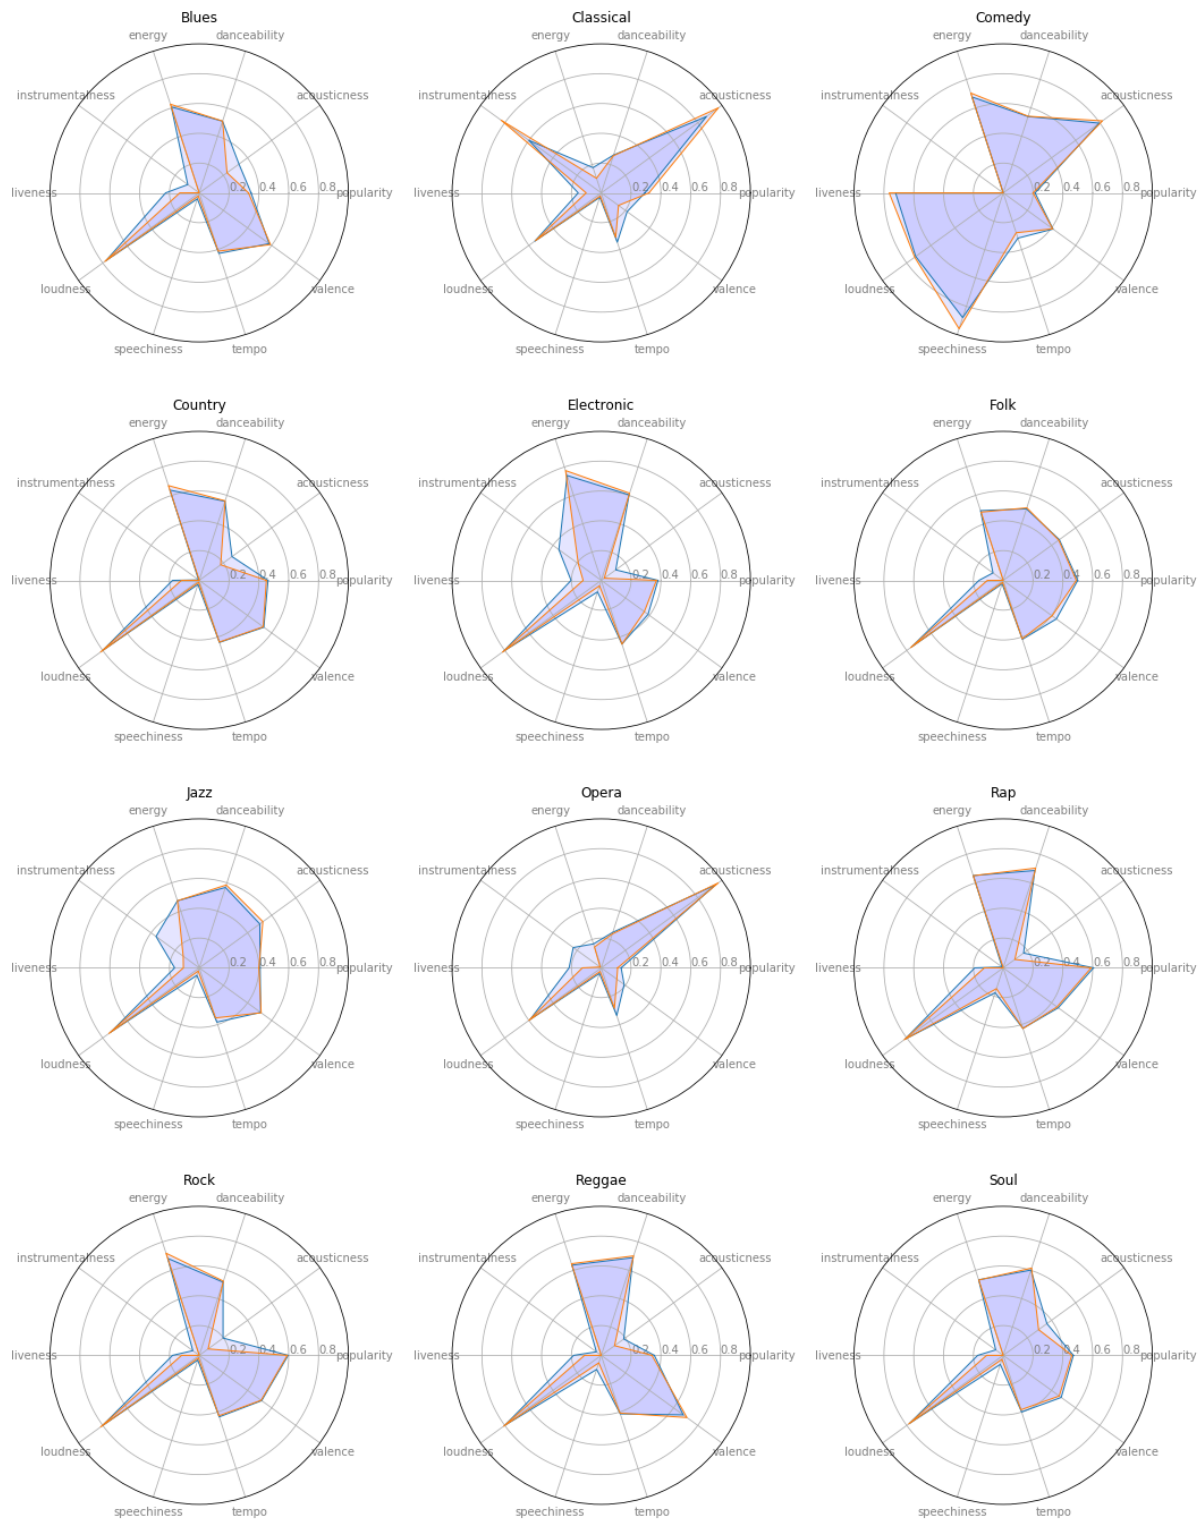 Blues Classical Comedy
energy danceability energy danceability energy danceability
instrumentalness acousticness instrumentalness acousticness instrumentalness acousticness
liveness 0.2 0.4 0.6 0.8 popularity liveness 0.2 0.4 0.6 0.8 popularity liveness 0.2 0.4 0.6 0.8 popularity
loudness valence loudness valence loudness valence
speechiness tempo speechiness tempo speechiness tempo
Country Electronic Folk
energy danceability energy danceability energy danceability
instrumentalness acousticness instrumentalness acousticness instrumentalness acousticness
liveness 0.2 0.4 0.6 0.8 popularity liveness 0.2 0.4 0.6 0.8 popularity liveness 0.2 0.4 0.6 0.8 popularity
loudness valence loudness valence loudness valence
speechiness tempo speechiness tempo speechiness tempo
Jazz Opera Rap
energy danceability energy danceability energy danceability
instrumentalness acousticness instrumentalness acousticness instrumentalness acousticness
liveness 0.2 0.4 0.6 0.8 popularity liveness 0.2 0.4 0.6 0.8 popularity liveness 0.2 0.4 0.6 0.8 popularity
loudness valence loudness valence loudness valence
speechiness tempo speechiness tempo speechiness tempo
Rock Reggae Soul
energy danceability energy danceability energy danceability
instrumentalness acousticness instrumentalness acousticness instrumentalness acousticness
liveness 0.2 0.4 0.6 0.8 popularity liveness 0.2 0.4 0.6 0.8 popularity liveness 0.2 0.4 0.6 0.8 popularity
loudness valence loudness valence loudness valence
speechiness tempo speechiness tempo speechiness tempo